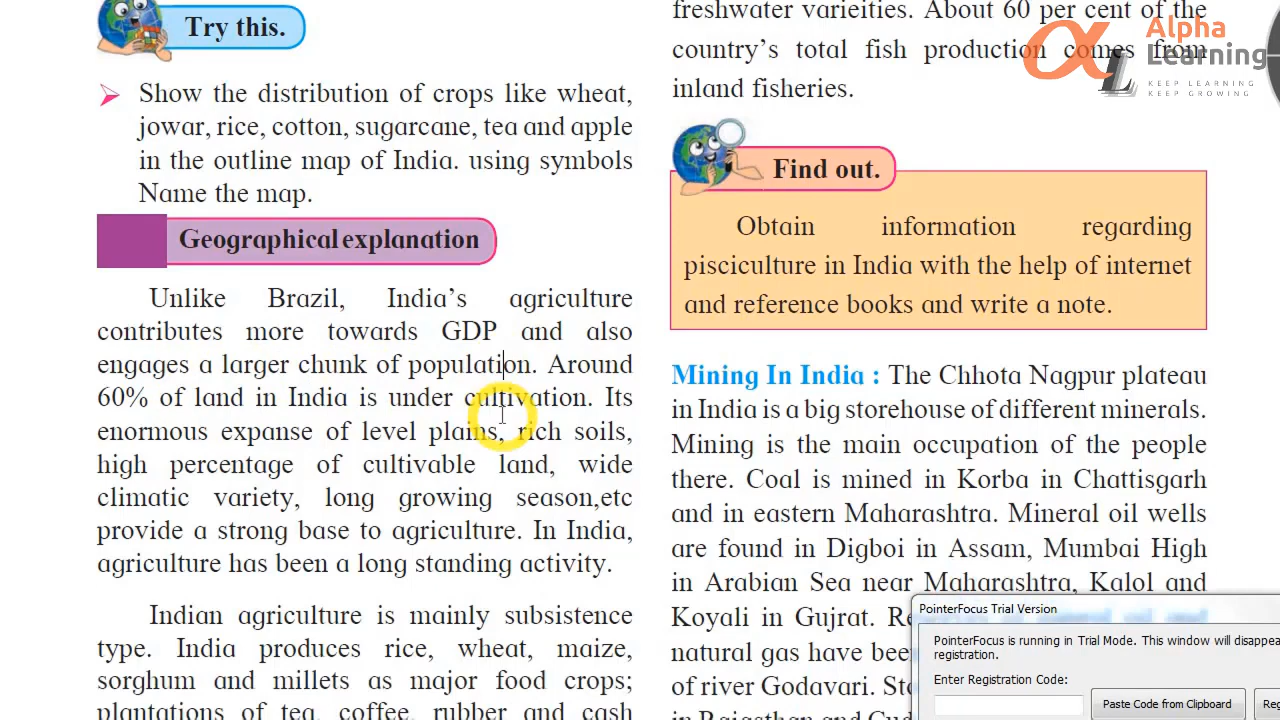 Try this.
Show the distribution of crops like wheat,
jowar, rice, cotton, sugarcane, tea and apple
in the outline map of India. using symbols
Name the map.
Geographical explanation
Unlike Brazil, India's agriculture
contributes more towards GDP and also
engages a larger chunk of population. Around
60% of land in India is under cultivation. Its
enormous expanse of level plains, rich soils,
high percentage of cultivable land, wide
climatic variety, long growing season,etc
provide a strong base to agriculture. In India,
agriculture has been a long standing activity.
Indian agriculture is mainly subsistence
type. India produces rice, wheat, maize,
sorghum and millets as major food crops;
plantations of tea, coffee, rubber and cash
freshwater varieities. About 60 per cent of the
country's total fish production comes from
inland fisheries.
Alpha
Learning
KEEP LEARNING
KEEP GROWING
Find out.
Obtain information regarding
pisciculture in India with the help of internet
and reference books and write a note.
Mining In India : The Chhota Nagpur plateau
in India is a big storehouse of different minerals.
Mining is the main occupation of the people
there. Coal is mined in Korba in Chattisgarh
and in eastern Maharashtra. Mineral oil wells
are found in Digboi in Assam, Mumbai High
in Arabian Sea near Maharashtra, Kalol and
Koyali in Gujrat.
natural gas have
of river Godavari.
in Rajasthan and
PointerFocus Trial Version
PointerFocus is running in Trial Mode. This window will
registration.
Enter Registration Code:
Paste Code from Clipboard